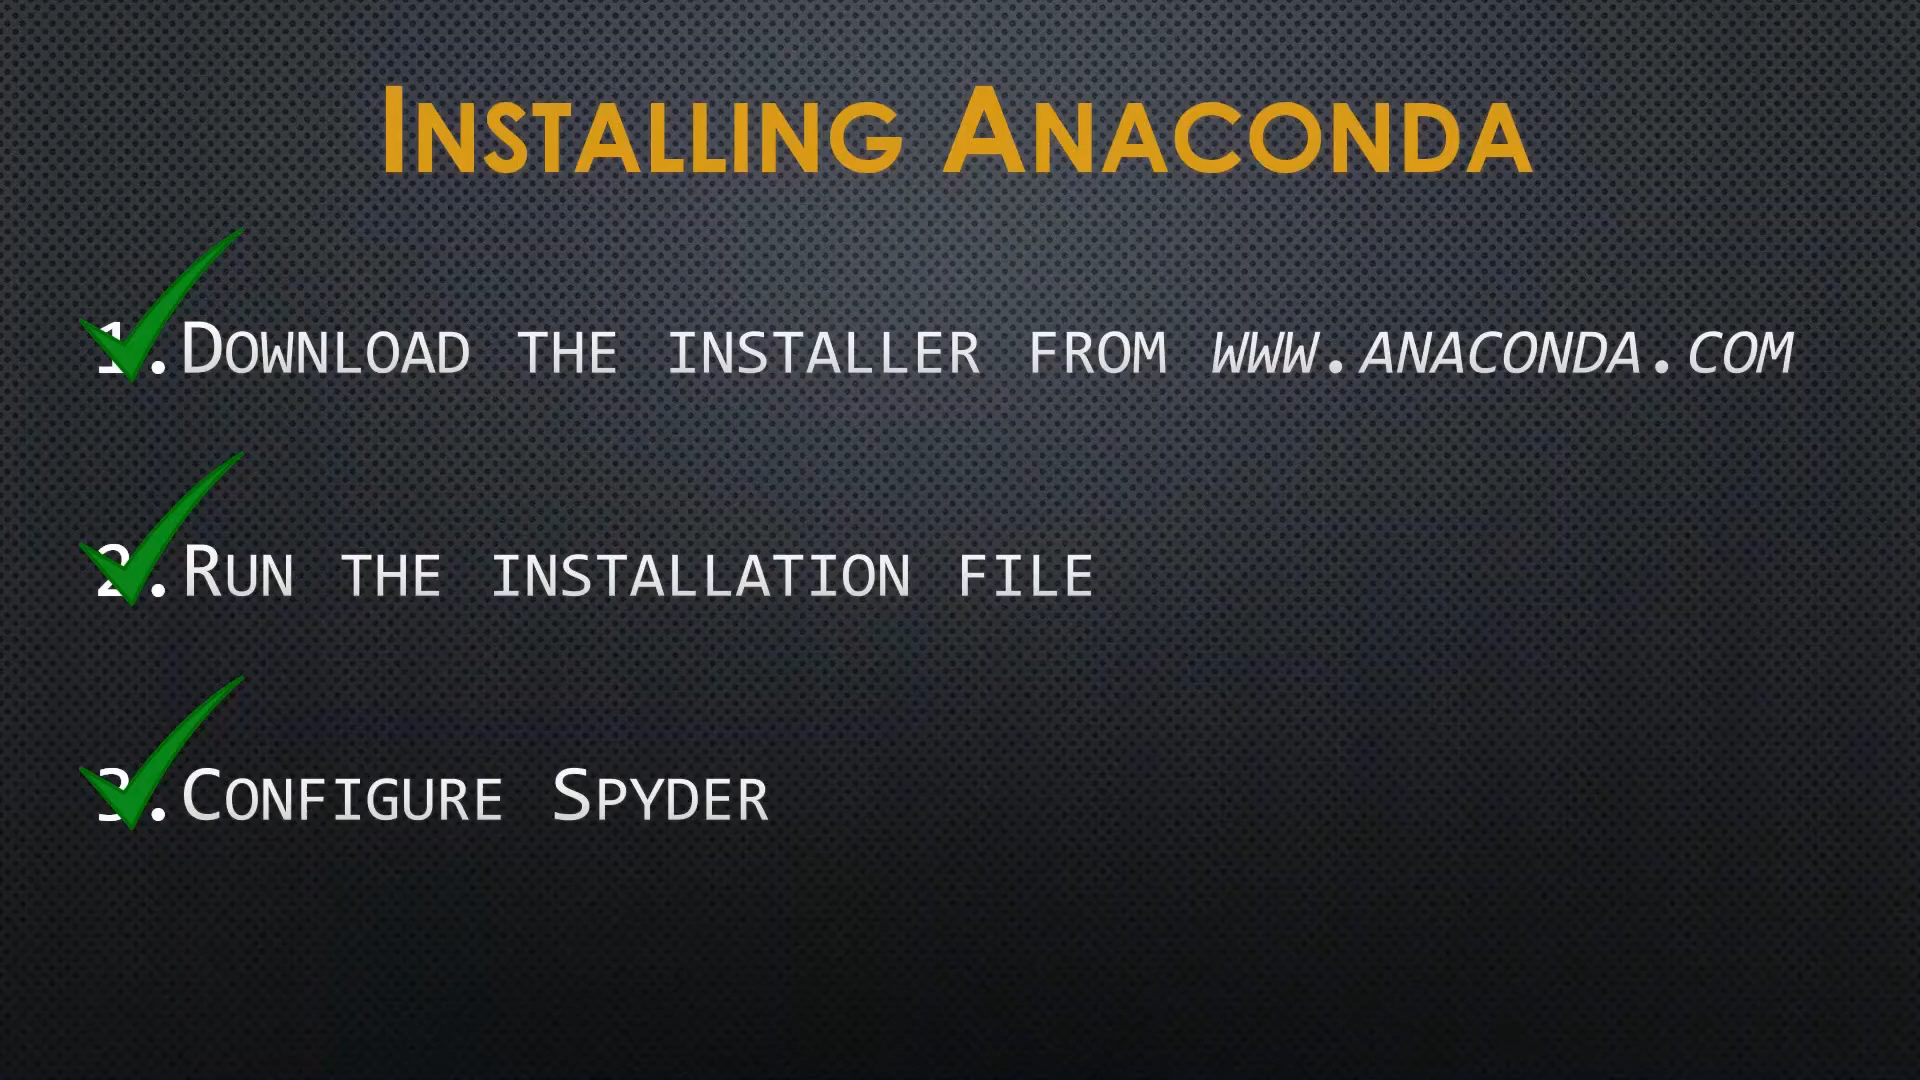 Installing Anaconda
1. Download the installer from www.anaconda.com
2. Run the installation file
3. Configure Spyder